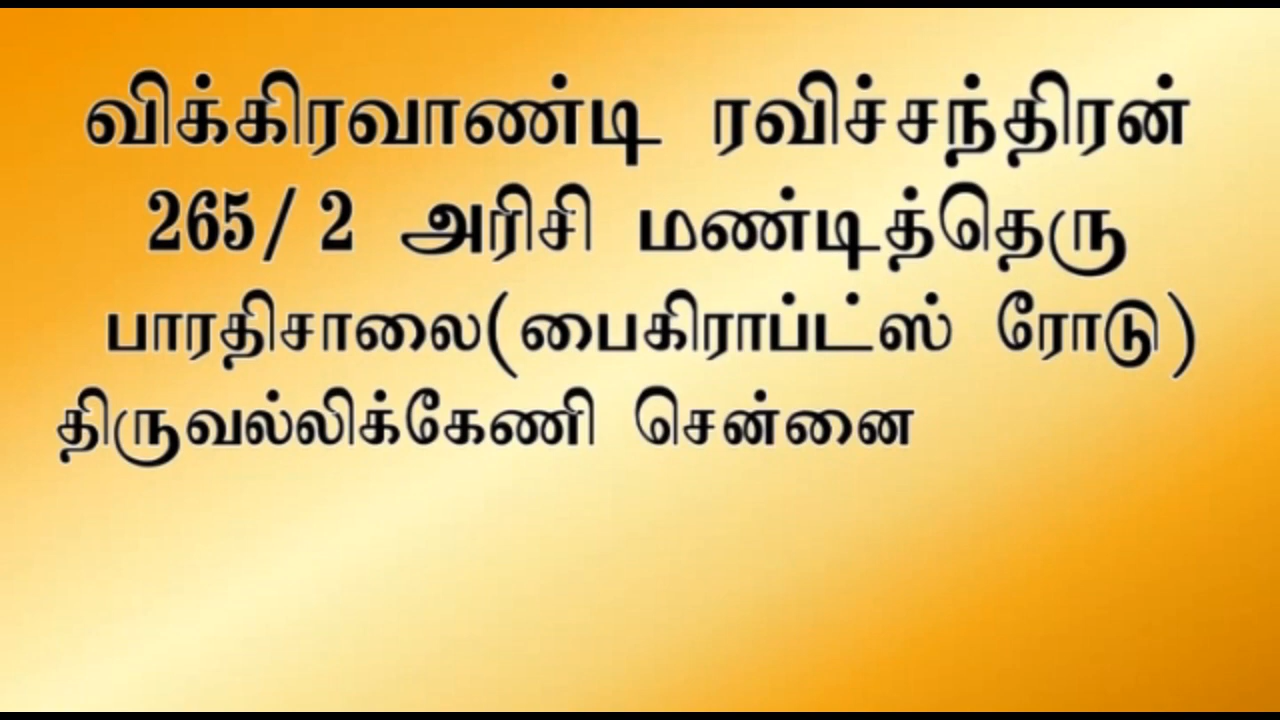 விக்கிரவாண்டி ரவிச்சந்திரன்
265/ 2 அரிசி மண்டித்தெரு
பாரதிசாலை(பைகிராப்ட்ஸ் ரோடு)
திருவல்லிக்கேணி சென்னை